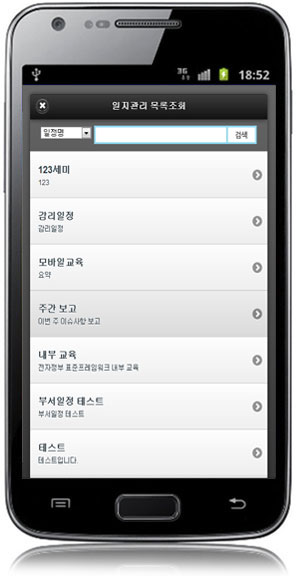 3G 18:52
일지관리 목록조회
일정명 검색
123세미
123
감리일정
감리일정
모바일교육
요약
주간 보고
이번 주 이슈사항 보고
내부 교육
전자정부 표준프레임워크 내부 교육
부서일정 테스트
부서일정 테스트
테스트
테스트입니다.